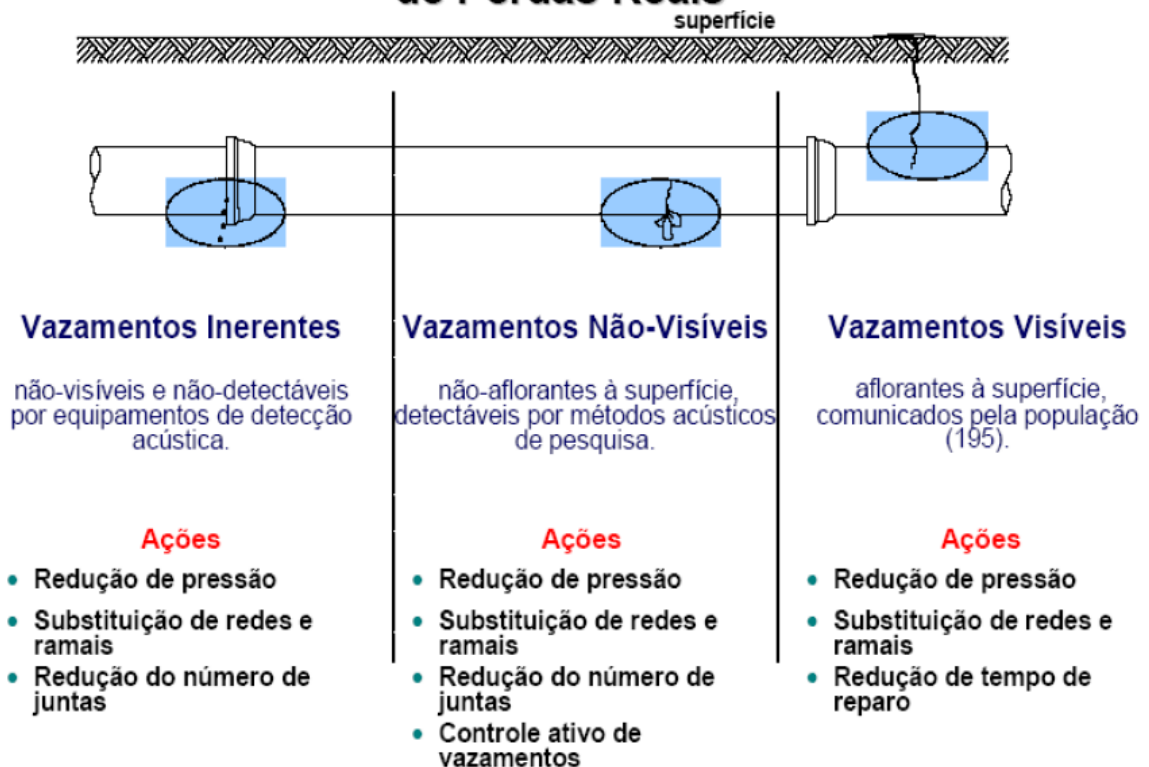 de Perdas Reais
superfície
Vazamentos Inerentes
não-visíveis e não-detectáveis
por equipamentos de detecção
acústica.
Ações
• Redução de pressão
• Substituição de redes e
ramais
• Redução do número de
juntas
Vazamentos Não-Visíveis
não-aflorantes à superfície,
detectáveis por métodos acústicos
de pesquisa.
Ações
• Redução de pressão
• Substituição de redes e
ramais
• Redução do número de
juntas
• Controle ativo de
vazamentos
Vazamentos Visíveis
aflorantes à superfície,
comunicados pela população
(195).
Ações
• Redução de pressão
• Substituição de redes e
ramais
• Redução de tempo de
reparo